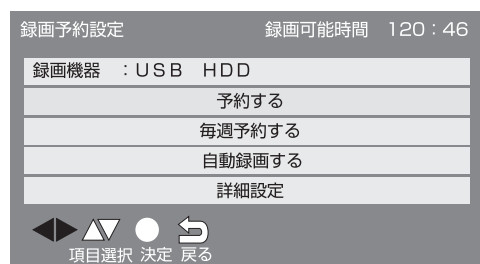 録画予約設定 録画可能時間 120：46
録画機器 ：USB HDD
予約する
毎週予約する
自動録画する
詳細設定
項目選択 決定 戻る